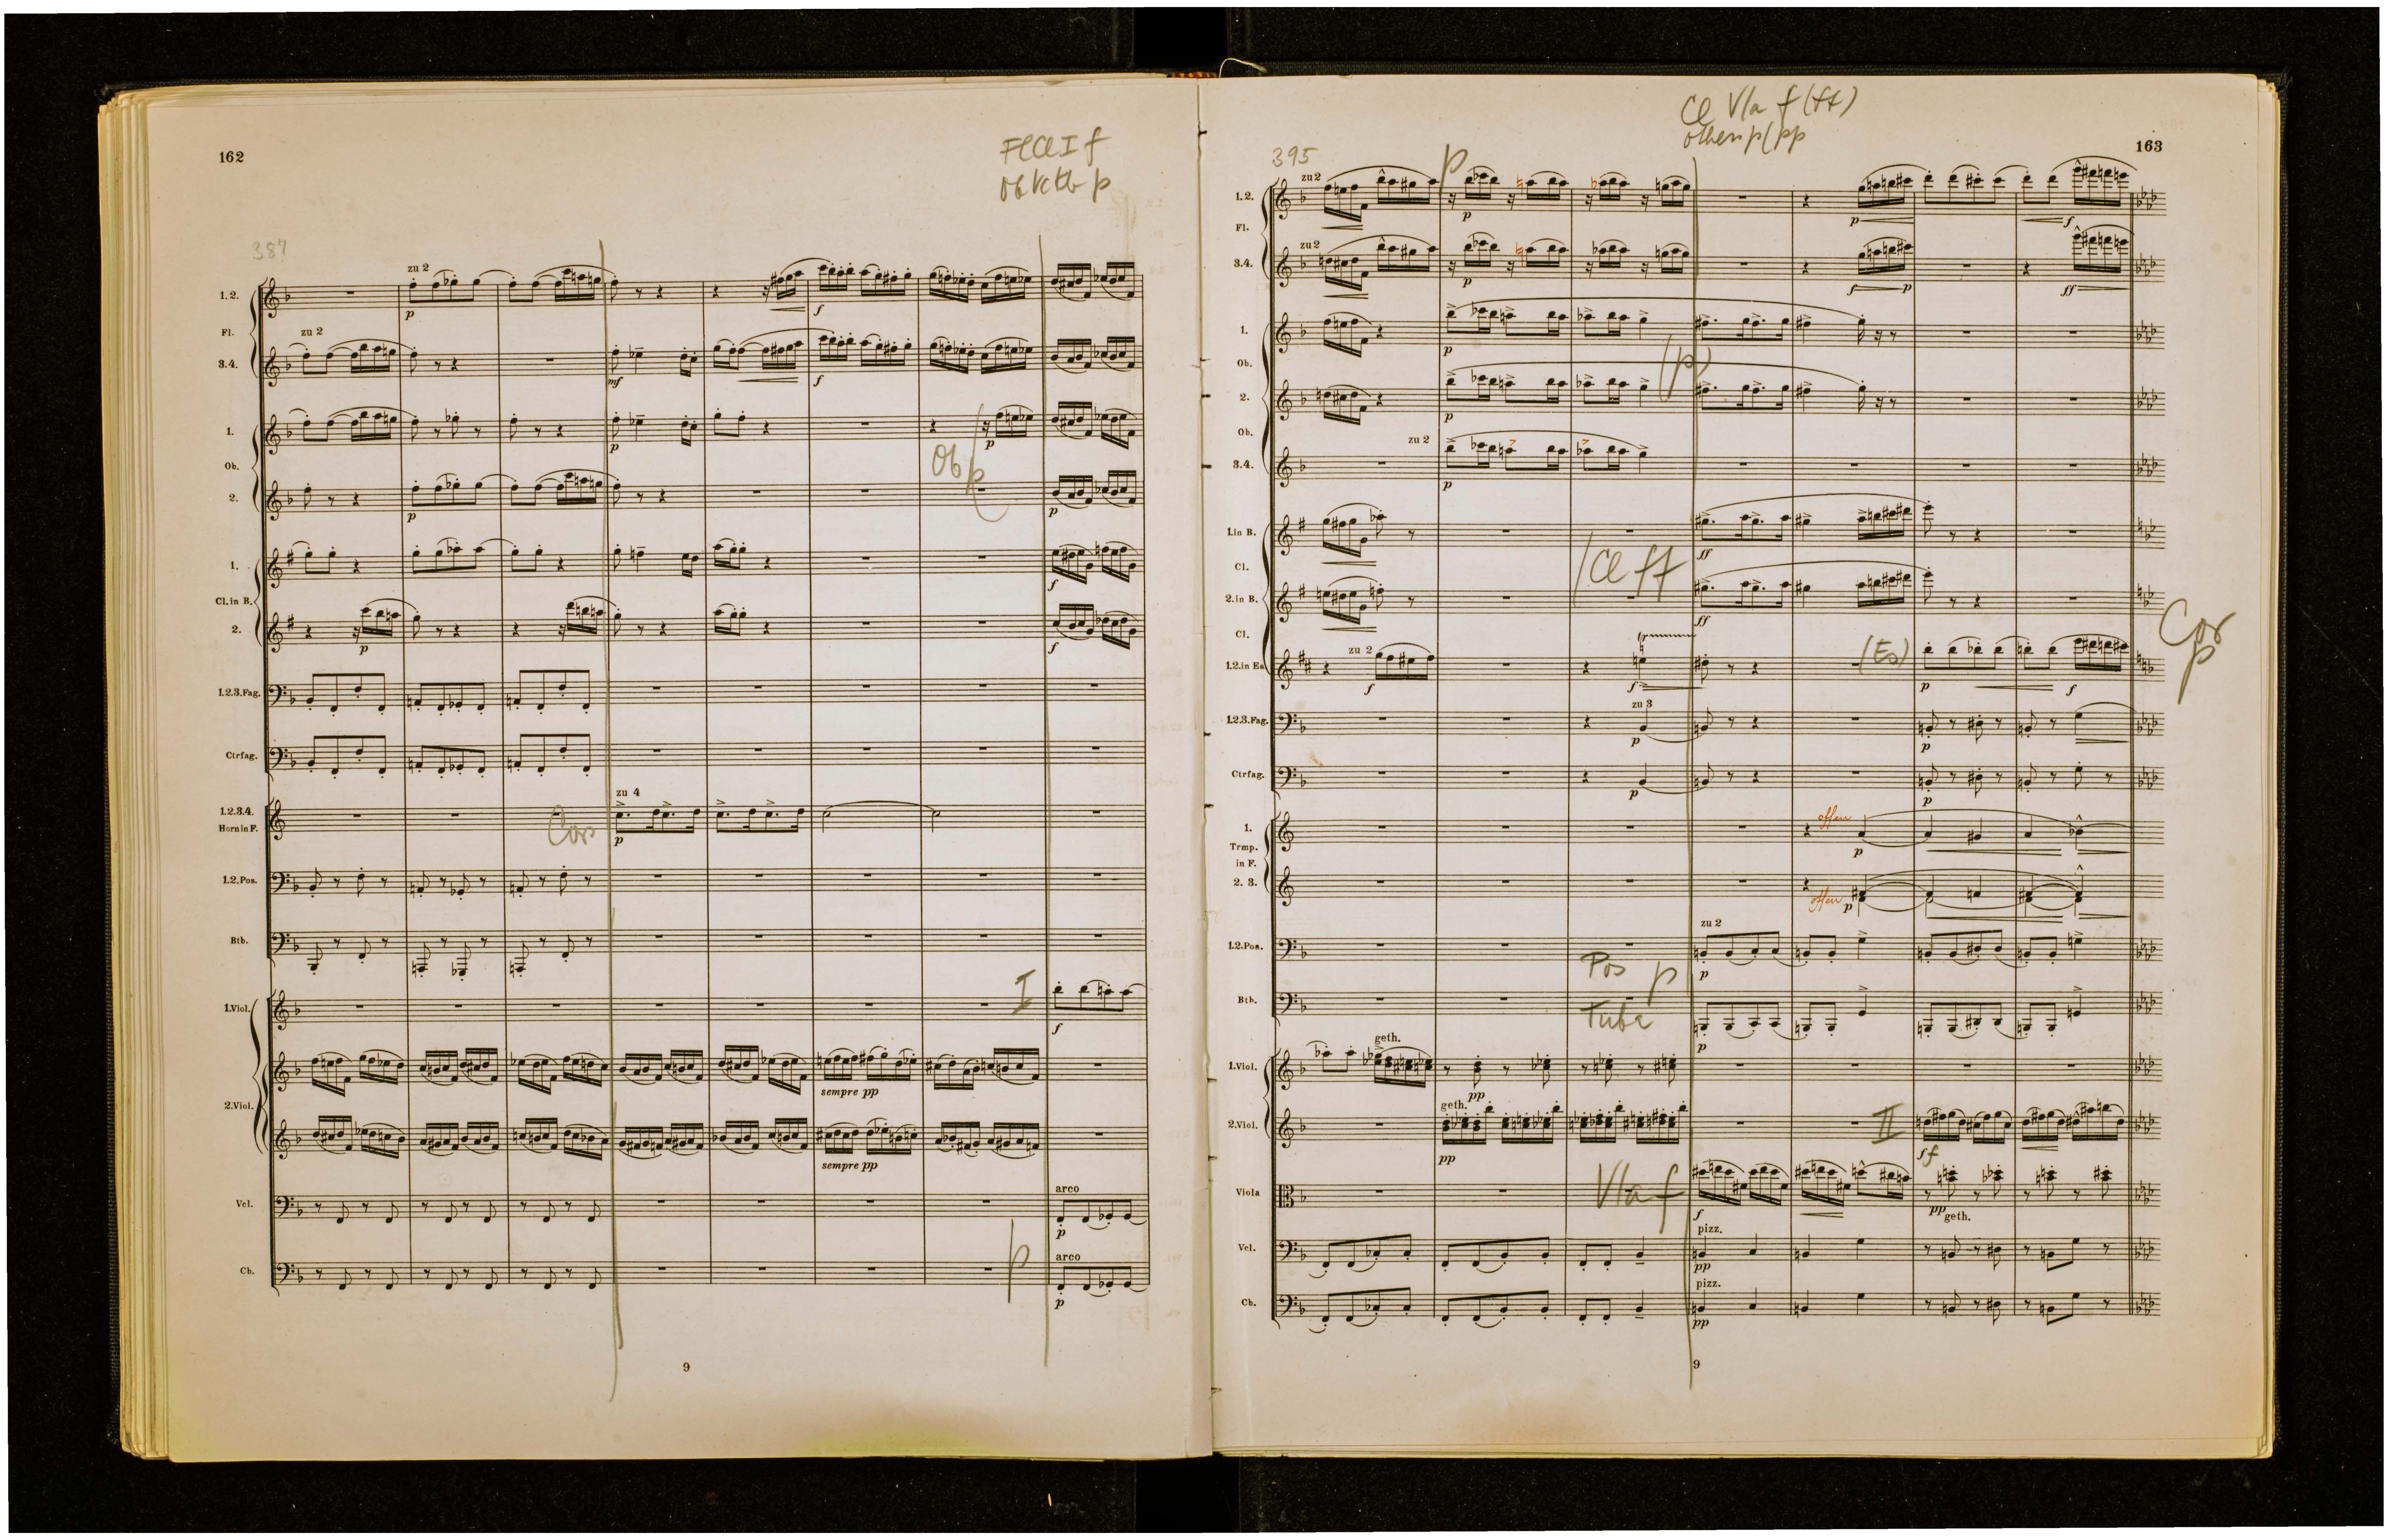 162
Fl Cl I f
Ob Vc Kb p
387
1. 2.
zu 2
p
f
Fl.
zu 2
3.4.
mf
f
1.
p
p
Ob.
Ob p
2.
p
p
1.
f
Cl. in B.
2.
p
f
1.2.3.Fag.
Ctrfag.
1.2.3.4.
Horn in F.
Cor
zu 4
p
1.2.Pos.
Btb.
1.Viol.
I
f
sempre pp
2.Viol.
sempre pp
Vcl.
arco
p
Cb.
p
arco
p
9
Cl Vla f (ff)
others p/pp
163
395
p
zu 2
1. 2.
p
p
f
Fl.
zu 2
3.4.
p
f
p
ff
1.
p
Ob.
(p)
2.
p
Ob.
zu 2
3.4.
p
1. in B.
ff
Cl.
Cl ff
2. in B.
ff
Cl.
Cor
p
zu 2
1.2. in Es
f
f
tr
(Es)
p
f
1.2.3.Fag.
zu 3
p
p
Ctrfag.
p
p
1.
offen
p
Trmp.
in F.
2. 3.
offen
p
zu 2
1.2.Pos.
Pos p
p
Btb.
Tuba
p
geth.
1.Viol.
pp
geth.
2.Viol.
pp
II
ff
Viola
Vla f
f
pp
geth.
pizz.
Vcl.
pp
pizz.
Cb.
pp
9